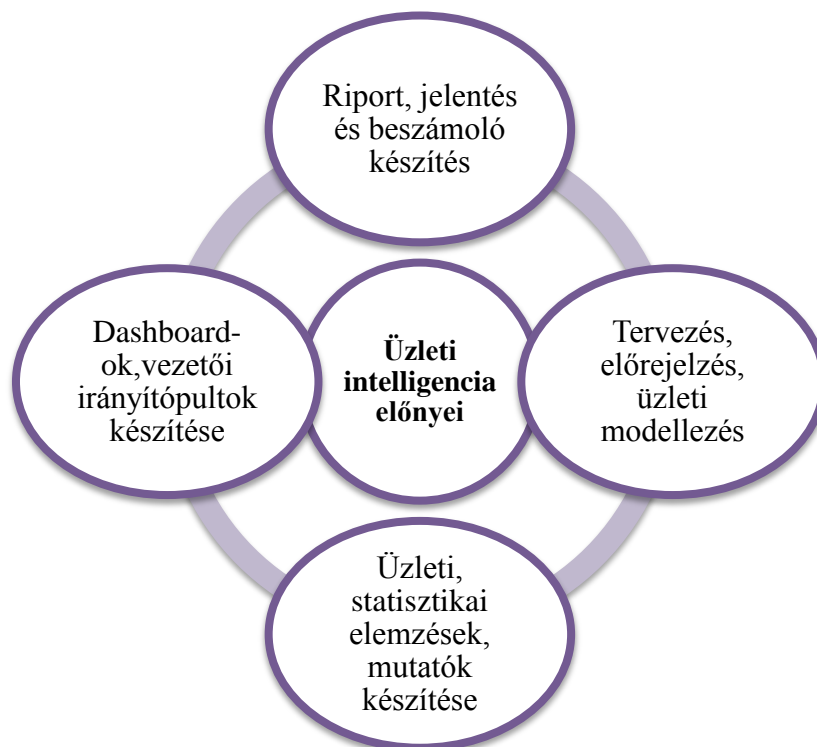 Riport, jelentés
és beszámoló
készítés
Dashboard-
ok,vezetői
irányítópultok
készítése
Üzleti
intelligencia
előnyei
Tervezés,
előrejelzés,
üzleti
modellezés
Üzleti,
statisztikai
elemzések,
mutatók
készítése